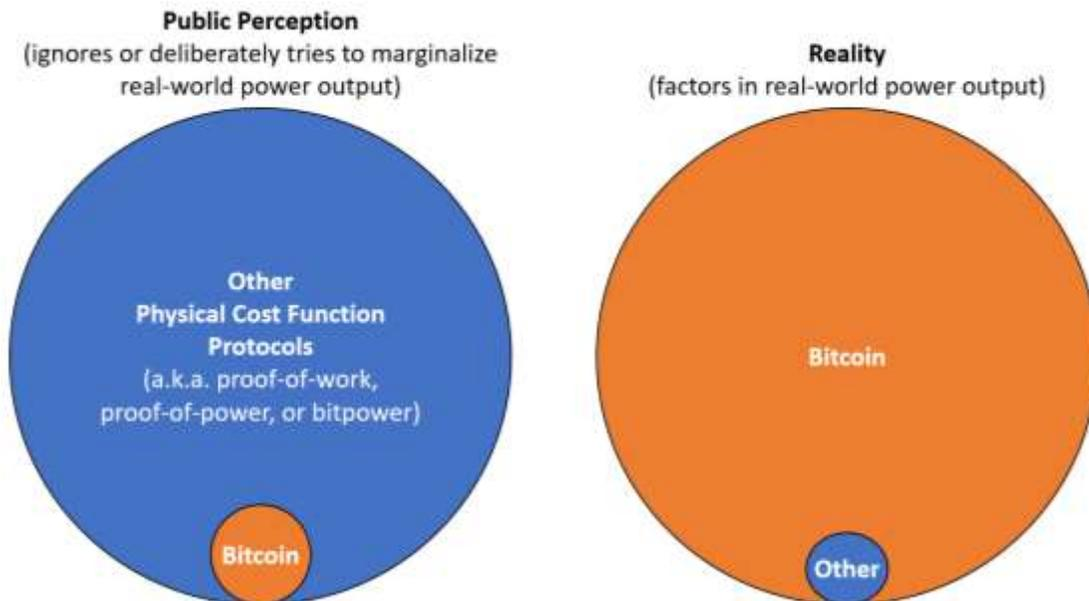 Public Perception
(ignores or deliberately tries to marginalize
real-world power output)
Other
Physical Cost Function
Protocols
(a.k.a. proof-of-work,
proof-of-power, or bitpower)
Bitcoin
Reality
(factors in real-world power output)
Bitcoin
Other